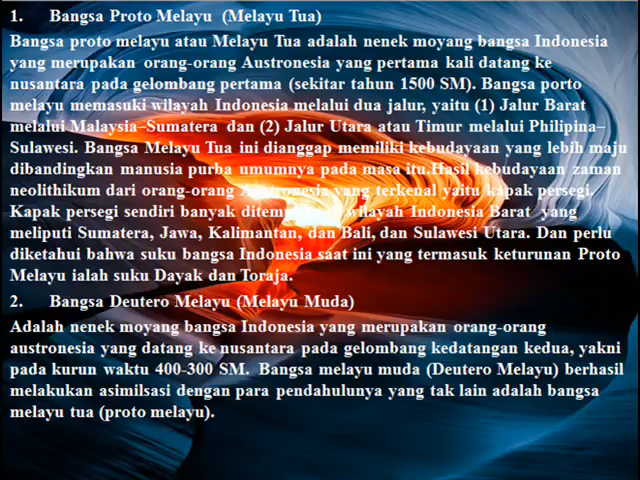 1. Bangsa Proto Melayu (Melayu Tua)
Bangsa proto melayu atau Melayu Tua adalah nenek moyang bangsa Indonesia
yang merupakan orang-orang Austronesia yang pertama kali datang ke
nusantara pada gelombang pertama (sekitar tahun 1500 SM). Bangsa porto
melayu memasuki wilayah Indonesia melalui dua jalur, yaitu (1) Jalur Barat
melalui Malaysia–Sumatera dan (2) Jalur Utara atau Timur melalui Philipina–
Sulawesi. Bangsa Melayu Tua ini dianggap memiliki kebudayaan yang lebih maju
dibandingkan manusia purba umumnya pada masa itu.Hasil kebudayaan zaman
neolithikum dari orang-orang Austronesia yang terkenal yaitu kapak persegi.
Kapak persegi sendiri banyak wilayah Indonesia Barat yang
meliputi Sumatera, Jawa, Kalimantan, dan Bali, dan Sulawesi Utara. Dan perlu
diketahui bahwa suku bangsa Indonesia saat ini yang termasuk keturunan Proto
Melayu ialah suku Dayak dan Toraja.
2. Bangsa Deutero Melayu (Melayu Muda)
Adalah nenek moyang bangsa Indonesia yang merupakan orang-orang
austronesia yang datang ke nusantara pada gelombang kedatangan kedua, yakni
pada kurun waktu 400-300 SM. Bangsa melayu muda (Deutero Melayu) berhasil
melakukan asimilsasi dengan para pendahulunya yang tak lain adalah bangsa
melayu tua (proto melayu).